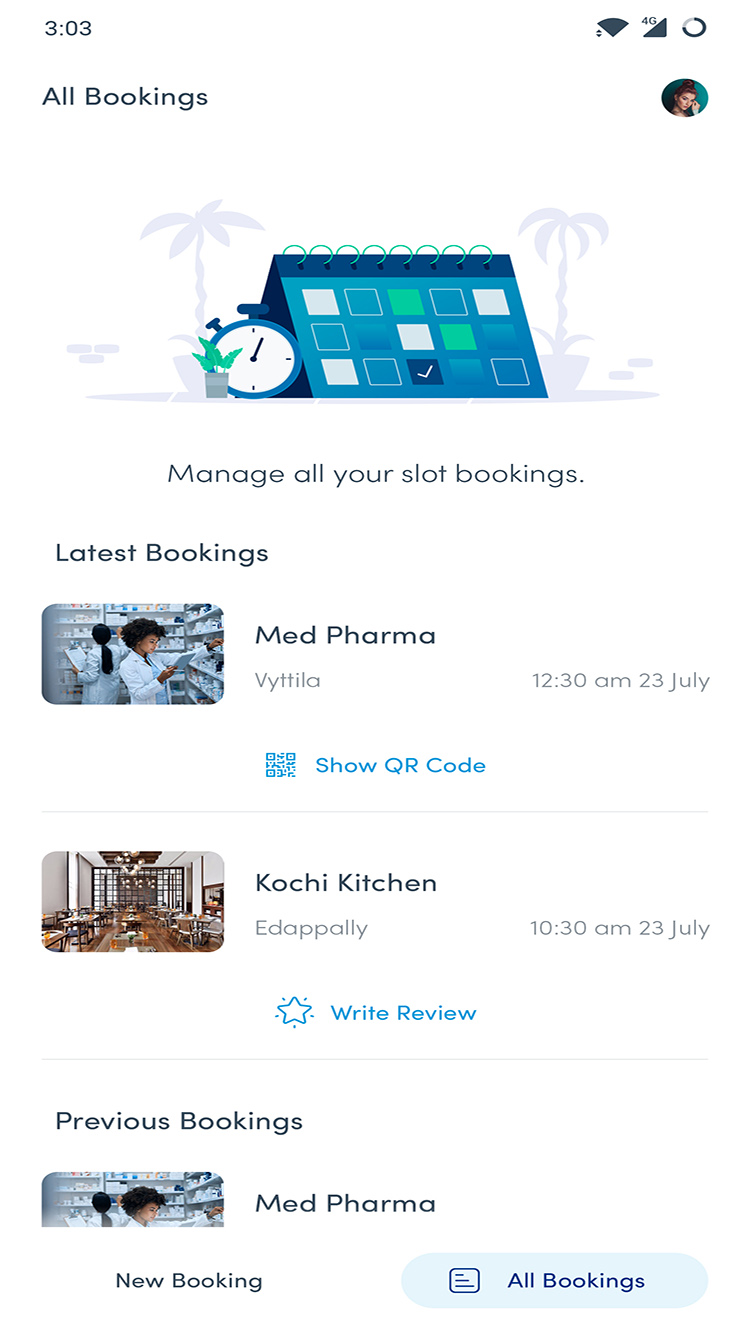 3:03
4G
All Bookings
Manage all your slot bookings.
Latest Bookings
Med Pharma
Vyttila
12:30 am 23 July
Show QR Code
Kochi Kitchen
Edappally
10:30 am 23 July
Write Review
Previous Bookings
Med Pharma
New Booking
All Bookings